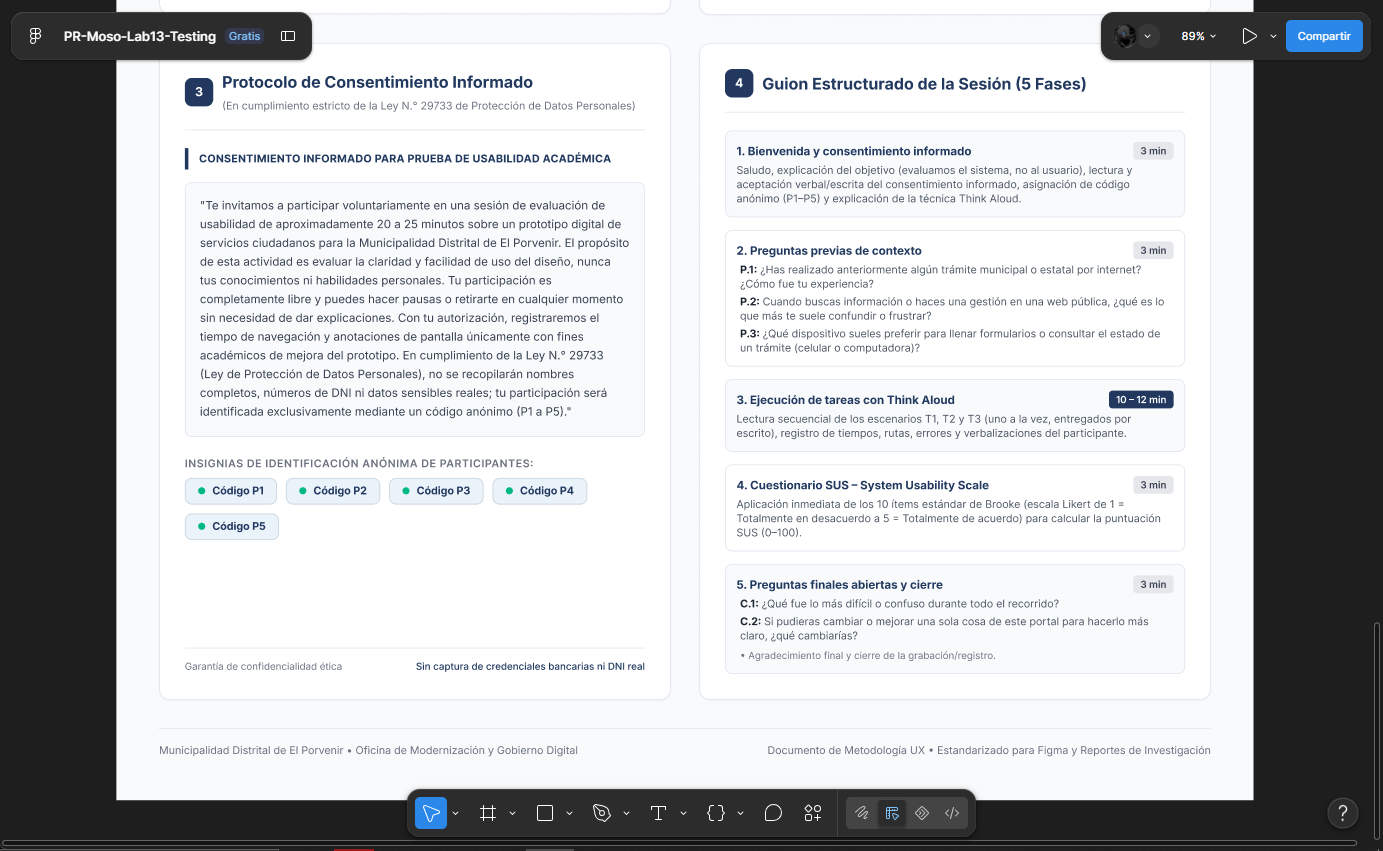 PR-Moso-Lab13-Testing Gratis
89%
Compartir
3
Protocolo de Consentimiento Informado
(En cumplimiento estricto de la Ley N.° 29733 de Protección de Datos Personales)
CONSENTIMIENTO INFORMADO PARA PRUEBA DE USABILIDAD ACADÉMICA
"Te invitamos a participar voluntariamente en una sesión de evaluación de
usabilidad de aproximadamente 20 a 25 minutos sobre un prototipo digital de
servicios ciudadanos para la Municipalidad Distrital de El Porvenir. El propósito
de esta actividad es evaluar la claridad y facilidad de uso del diseño, nunca
tus conocimientos ni habilidades personales. Tu participación es
completamente libre y puedes hacer pausas o retirarte en cualquier momento
sin necesidad de dar explicaciones. Con tu autorización, registraremos el
tiempo de navegación y anotaciones de pantalla únicamente con fines
académicos de mejora del prototipo. En cumplimiento de la Ley N.° 29733
(Ley de Protección de Datos Personales), no se recopilarán nombres
completos, números de DNI ni datos sensibles reales; tu participación será
identificada exclusivamente mediante un código anónimo (P1 a P5)."
INSIGNIAS DE IDENTIFICACIÓN ANÓNIMA DE PARTICIPANTES:
Código P1
Código P2
Código P3
Código P4
Código P5
Garantía de confidencialidad ética
Sin captura de credenciales bancarias ni DNI real
4
Guion Estructurado de la Sesión (5 Fases)
1. Bienvenida y consentimiento informado
3 min
Saludo, explicación del objetivo (evaluamos el sistema, no al usuario), lectura y
aceptación verbal/escrita del consentimiento informado, asignación de código
anónimo (P1–P5) y explicación de la técnica Think Aloud.
2. Preguntas previas de contexto
3 min
P.1: ¿Has realizado anteriormente algún trámite municipal o estatal por internet?
¿Cómo fue tu experiencia?
P.2: Cuando buscas información o haces una gestión en una web pública, ¿qué es lo
que más te suele confundir o frustrar?
P.3: ¿Qué dispositivo sueles preferir para llenar formularios o consultar el estado de
un trámite (celular o computadora)?
3. Ejecución de tareas con Think Aloud
10 – 12 min
Lectura secuencial de los escenarios T1, T2 y T3 (uno a la vez, entregados por
escrito), registro de tiempos, rutas, errores y verbalizaciones del participante.
4. Cuestionario SUS – System Usability Scale
3 min
Aplicación inmediata de los 10 ítems estándar de Brooke (escala Likert de 1 =
Totalmente en desacuerdo a 5 = Totalmente de acuerdo) para calcular la puntuación
SUS (0–100).
5. Preguntas finales abiertas y cierre
3 min
C.1: ¿Qué fue lo más difícil o confuso durante todo el recorrido?
C.2: Si pudieras cambiar o mejorar una sola cosa de este portal para hacerlo más
claro, ¿qué cambiarías?
• Agradecimiento final y cierre de la grabación/registro.
Municipalidad Distrital de El Porvenir • Oficina de Modernización y Gobierno Digital
Documento de Metodología UX • Estandarizado para Figma y Reportes de Investigación
?